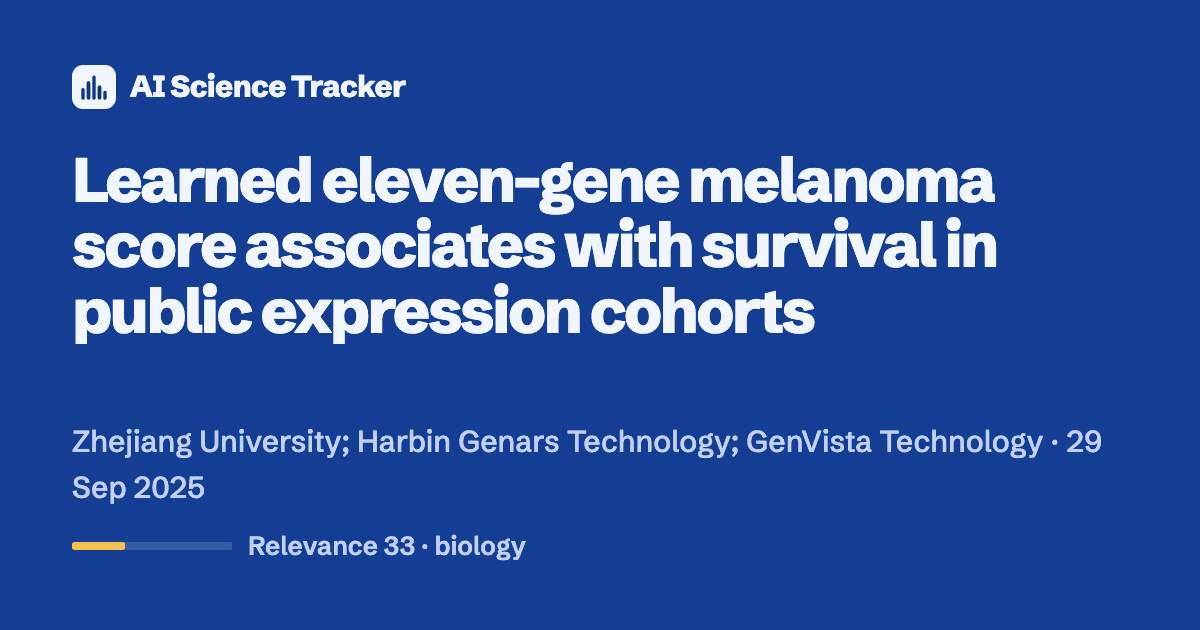 AI Science Tracker
Learned eleven-gene melanoma
score associates with survival in
public expression cohorts
Zhejiang University; Harbin Genars Technology; GenVista Technology · 29
Sep 2025
Relevance 33 · biology